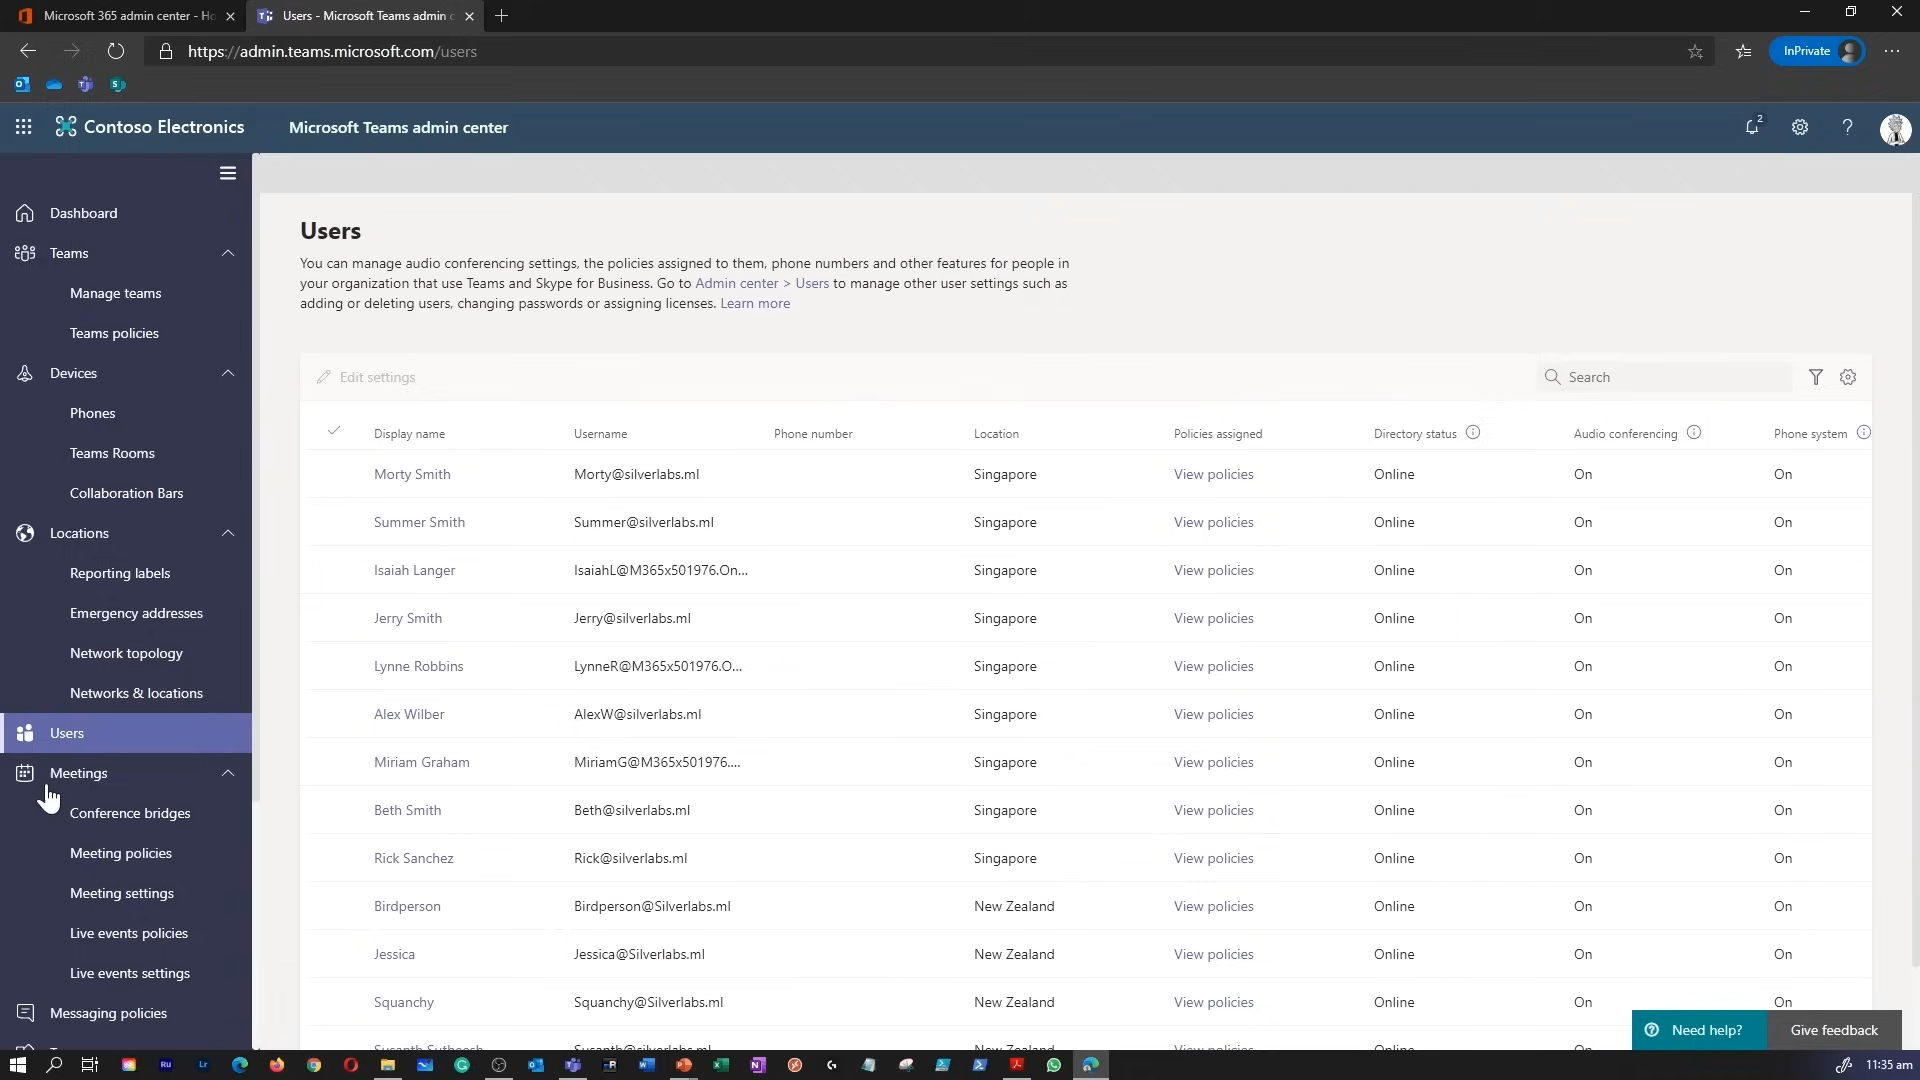 Microsoft 365 admin center - Ho
Users - Microsoft Teams admin c
https://admin.teams.microsoft.com/users
InPrivate
Contoso Electronics
Microsoft Teams admin center
2
Dashboard
Teams
Manage teams
Teams policies
Devices
Phones
Teams Rooms
Collaboration Bars
Locations
Reporting labels
Emergency addresses
Network topology
Networks & locations
Users
Meetings
Conference bridges
Meeting policies
Meeting settings
Live events policies
Live events settings
Messaging policies
Users
You can manage audio conferencing settings, the policies assigned to them, phone numbers and other features for people in
your organization that use Teams and Skype for Business. Go to Admin center > Users to manage other user settings such as
adding or deleting users, changing passwords or assigning licenses. Learn more
Edit settings
Search
Display name Username Phone number Location Policies assigned Directory status Audio conferencing Phone system
Morty Smith Morty@silverlabs.ml Singapore View policies Online On On
Summer Smith Summer@silverlabs.ml Singapore View policies Online On On
Isaiah Langer IsaiahL@M365x501976.On... Singapore View policies Online On On
Jerry Smith Jerry@silverlabs.ml Singapore View policies Online On On
Lynne Robbins LynneR@M365x501976.O... Singapore View policies Online On On
Alex Wilber AlexW@silverlabs.ml Singapore View policies Online On On
Miriam Graham MiriamG@M365x501976.... Singapore View policies Online On On
Beth Smith Beth@silverlabs.ml Singapore View policies Online On On
Rick Sanchez Rick@silverlabs.ml Singapore View policies Online On On
Birdperson Birdperson@Silverlabs.ml New Zealand View policies Online On On
Jessica Jessica@Silverlabs.ml New Zealand View policies Online On On
Squanchy Squanchy@Silverlabs.ml New Zealand View policies Online On On
New Zealand View policies Online On
Need help?
Give feedback
11:35 am